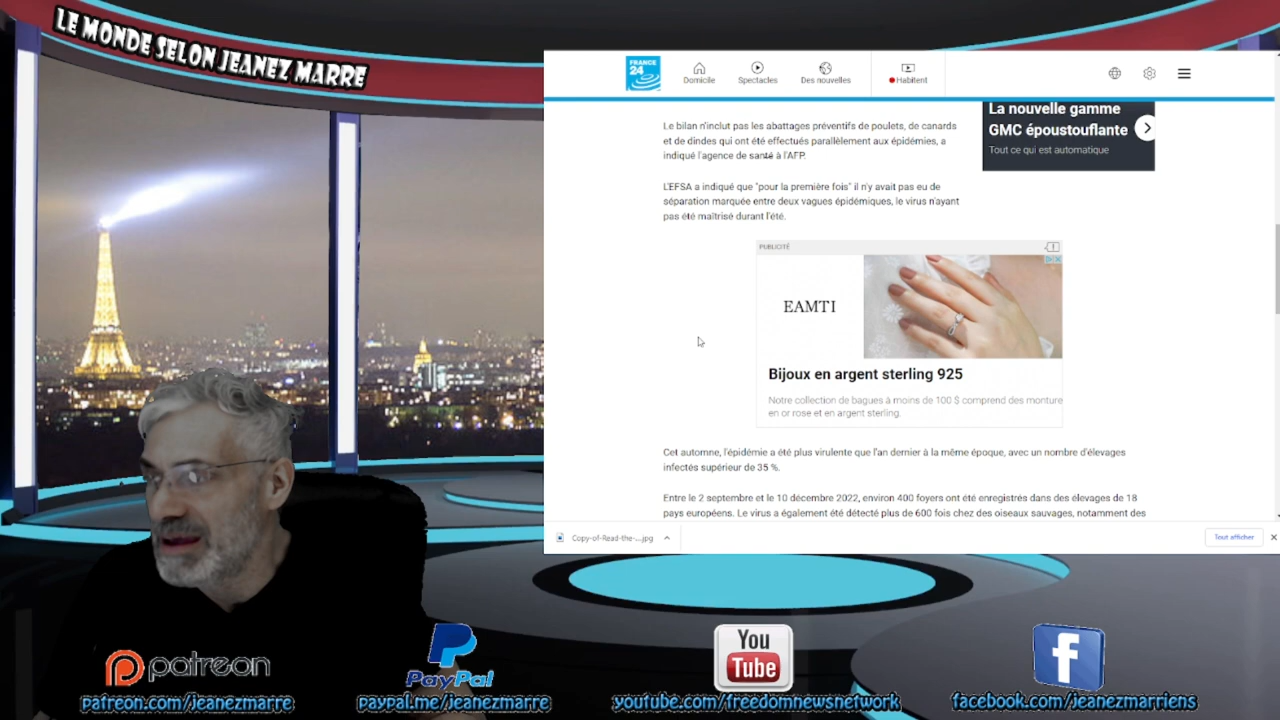 LE MONDE SELON JEANEZ MARRE
FRANCE 24
Domicile
Spectacles
Des nouvelles
Habitent
La nouvelle gamme
GMC époustouflante
Tout ce qui est automatique
Le bilan n'inclut pas les abattages préventifs de poulets, de canards
et de dindes qui ont été effectués parallèlement aux épidémies, a
indiqué l'agence de santé à l'AFP.
L'EFSA a indiqué que "pour la première fois" il n'y avait pas eu de
séparation marquée entre deux vagues épidémiques, le virus n'ayant
pas été maîtrisé durant l'été.
PUBLICITÉ
EAMTI
Bijoux en argent sterling 925
Notre collection de bagues à moins de 100 $ comprend des monture
en or rose et en argent sterling.
Cet automne, l'épidémie a été plus virulente que l'an dernier à la même époque, avec un nombre d'élevages
infectés supérieur de 35 %.
Entre le 2 septembre et le 10 décembre 2022, environ 400 foyers ont été enregistrés dans des élevages de 18
pays européens. Le virus a également été détecté plus de 600 fois chez des oiseaux sauvages, notamment des
Copy-of-Read-the-....jpg
Tout afficher
patreon
patreon.com/jeanezmarre
PayPal
paypal.me/jeanezmarre
You
Tube
youtube.com/freedomnewsnetwork
f
facebook.com/jeanezmarriens